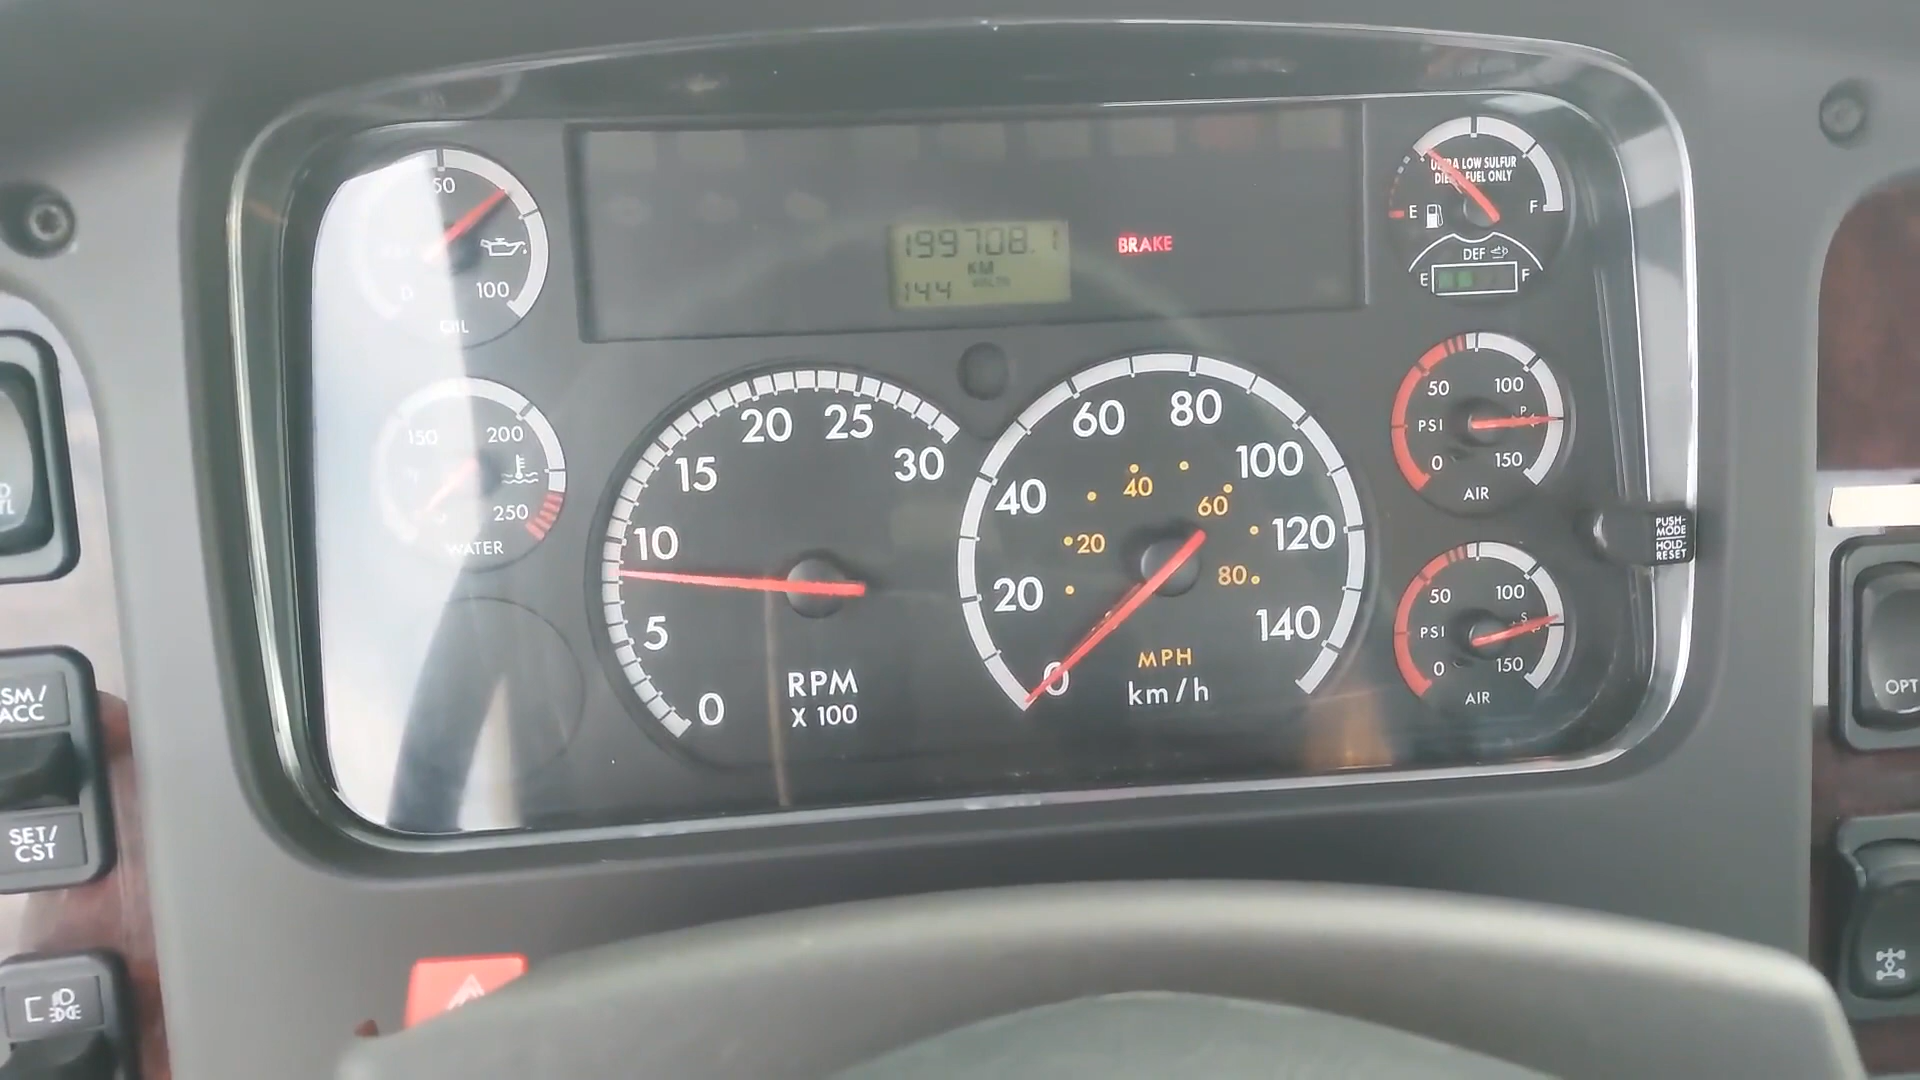 50
100
OIL
199708.1
KM
144
VOLTS
BRAKE
ULTRA LOW SULFUR
DIESEL FUEL ONLY
E
F
DEF
E F
150 200
250
WATER
20 25
15 30
10
5
0
RPM
X 100
60 80
40 100
20 120
0 140
40
20 60
80
MPH
km/h
50 100
PSI P
0 150
AIR
50 100
PSI S
0 150
AIR
PUSH-
MODE
HOLD-
RESET
SM/
ACC
SET/
CST
OPT